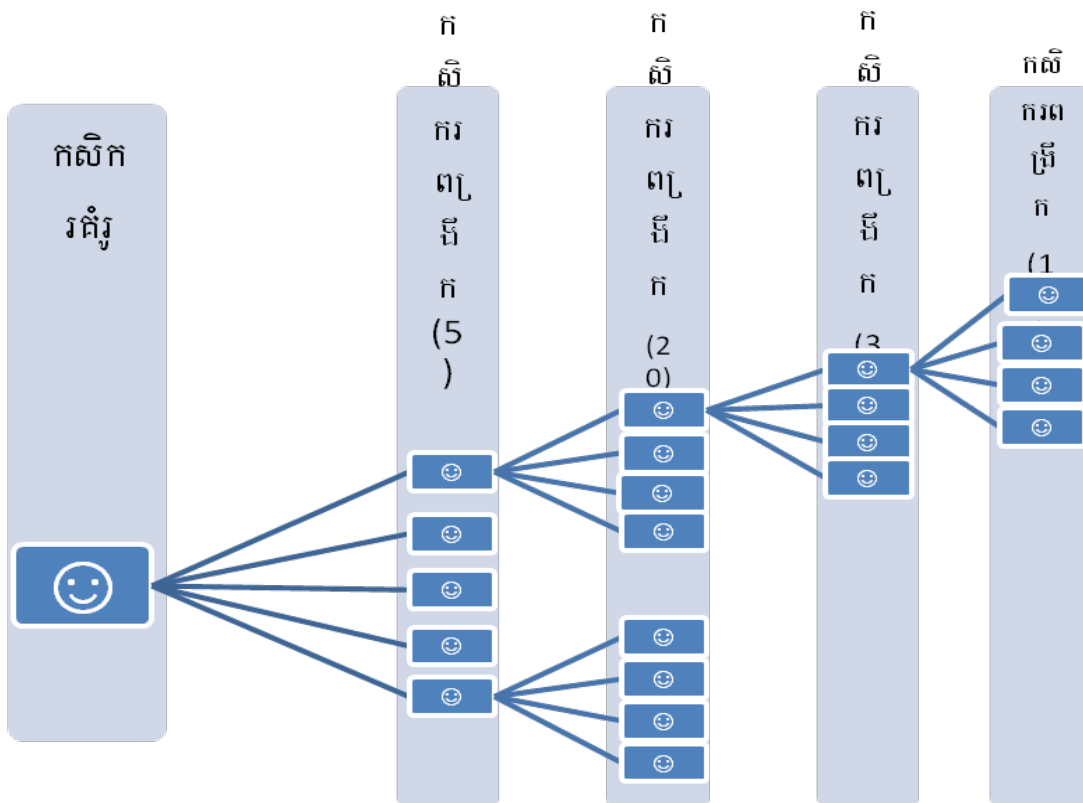 កសិក
រគំរូ
ក
សិ
ករ
ពរ្
ងឹ
ក
(5
)
ក
សិ
ករ
ពរ្
ងឹ
ក
(2
0)
ក
សិ
ករ
ពរ្
ងឹ
ក
(3
កសិ
ករព
ង្រី
ក
(1